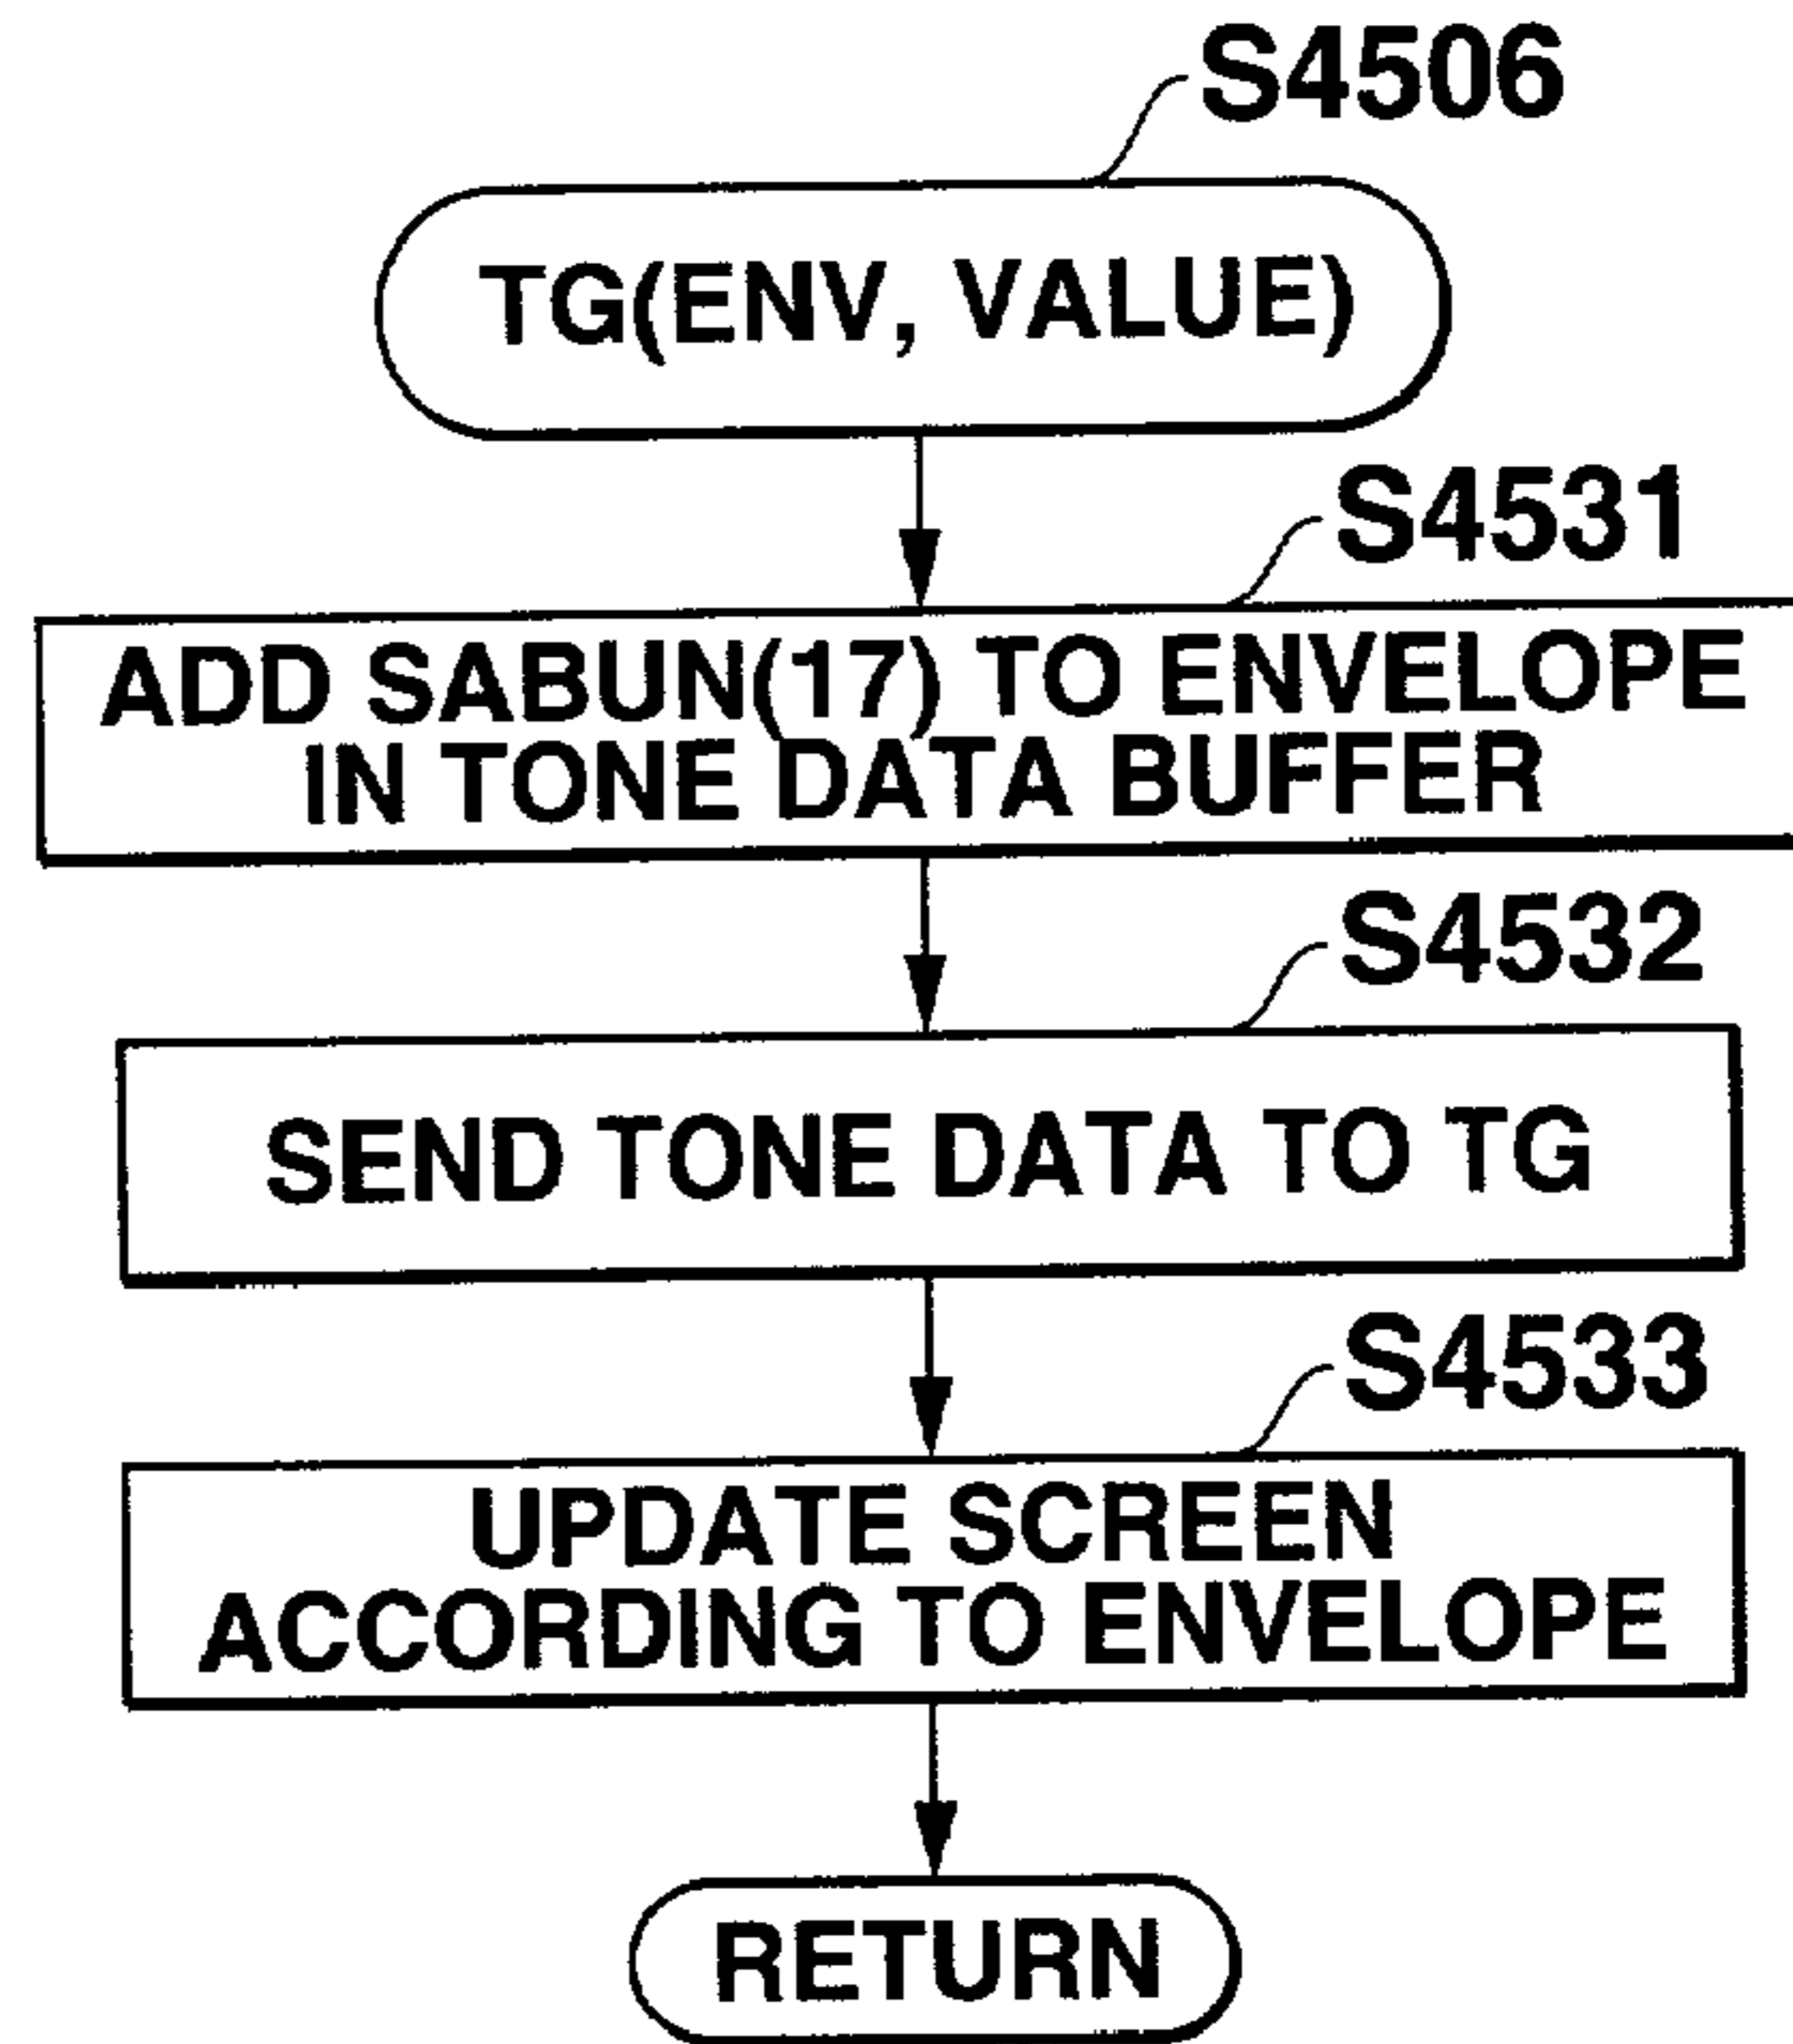 S4506
TG(ENV, VALUE)
S4531
ADD SABUN(17) TO ENVELOPE
IN TONE DATA BUFFER
S4532
SEND TONE DATA TO TG
S4533
UPDATE SCREEN
ACCORDING TO ENVELOPE
RETURN